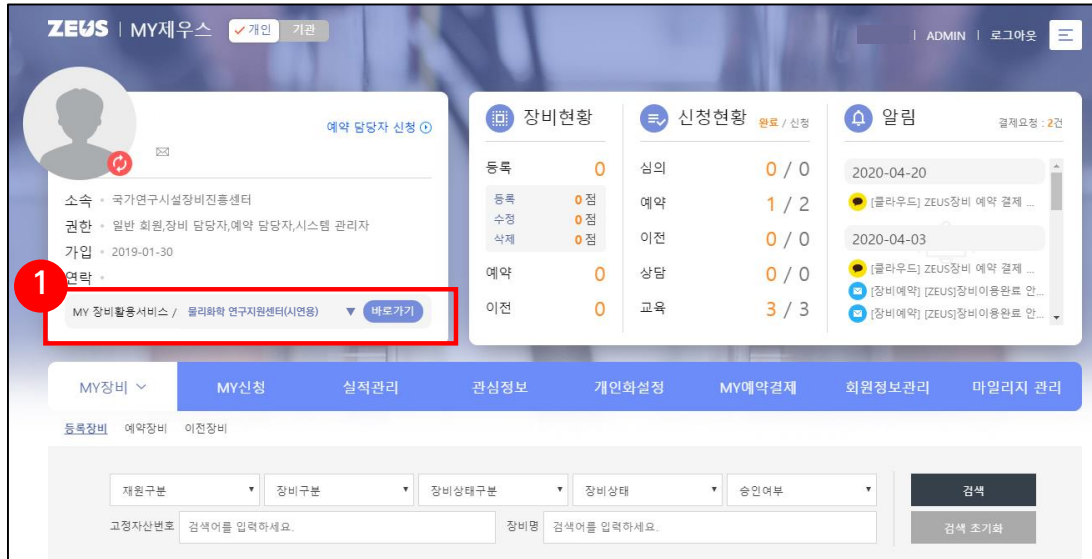 ZEUS | MY제우스 ✓개인 기관
| ADMIN | 로그아웃
예약 담당자 신청
소속 • 국가연구시설장비진흥센터
권한 • 일반 회원,장비 담당자,예약 담당자,시스템 관리자
가입 • 2019-01-30
연락 •
1
MY 장비활용서비스 / 물리화학 연구지원센터(시연용) ▼ 바로가기
장비현황
등록 0
등록 0 점
수정 0 점
삭제 0 점
예약 0
이전 0
신청현황 완료 / 신청
심의 0 / 0
예약 1 / 2
이전 0 / 0
상담 0 / 0
교육 3 / 3
알림 결제요청 : 2건
2020-04-20
[클라우드] ZEUS장비 예약 결제 ...
2020-04-03
[클라우드] ZEUS장비 예약 결제 ...
[장비예약] [ZEUS]장비이용완료 안...
[장비예약] [ZEUS]장비이용완료 안...
MY장비 MY신청 실적관리 관심정보 개인화설정 MY예약결제 회원정보관리 마일리지 관리
등록장비 예약장비 이전장비
재원구분 ▼ 장비구분 ▼ 장비상태구분 ▼ 장비상태 ▼ 승인여부 ▼ 검색
고정자산번호 검색어를 입력하세요. 장비명 검색어를 입력하세요. 검색 초기화